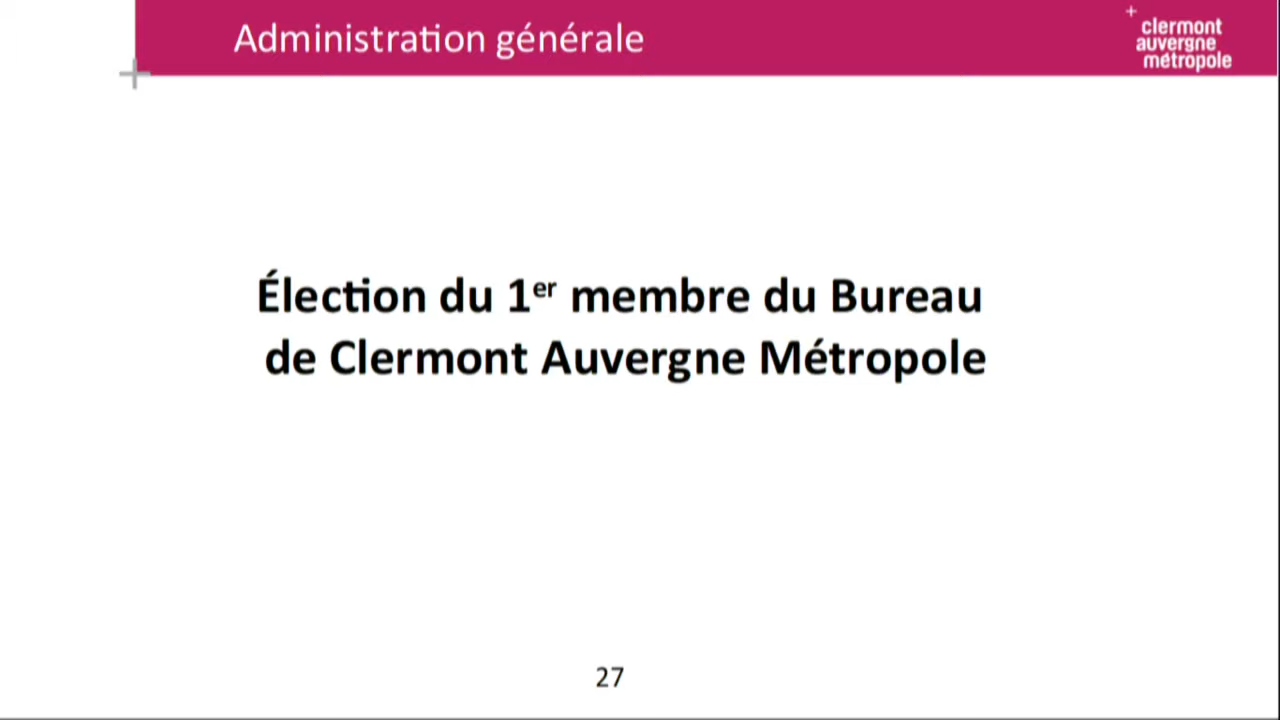 Administration générale
clermont
auvergne
métropole
Élection du 1er membre du Bureau
de Clermont Auvergne Métropole
27